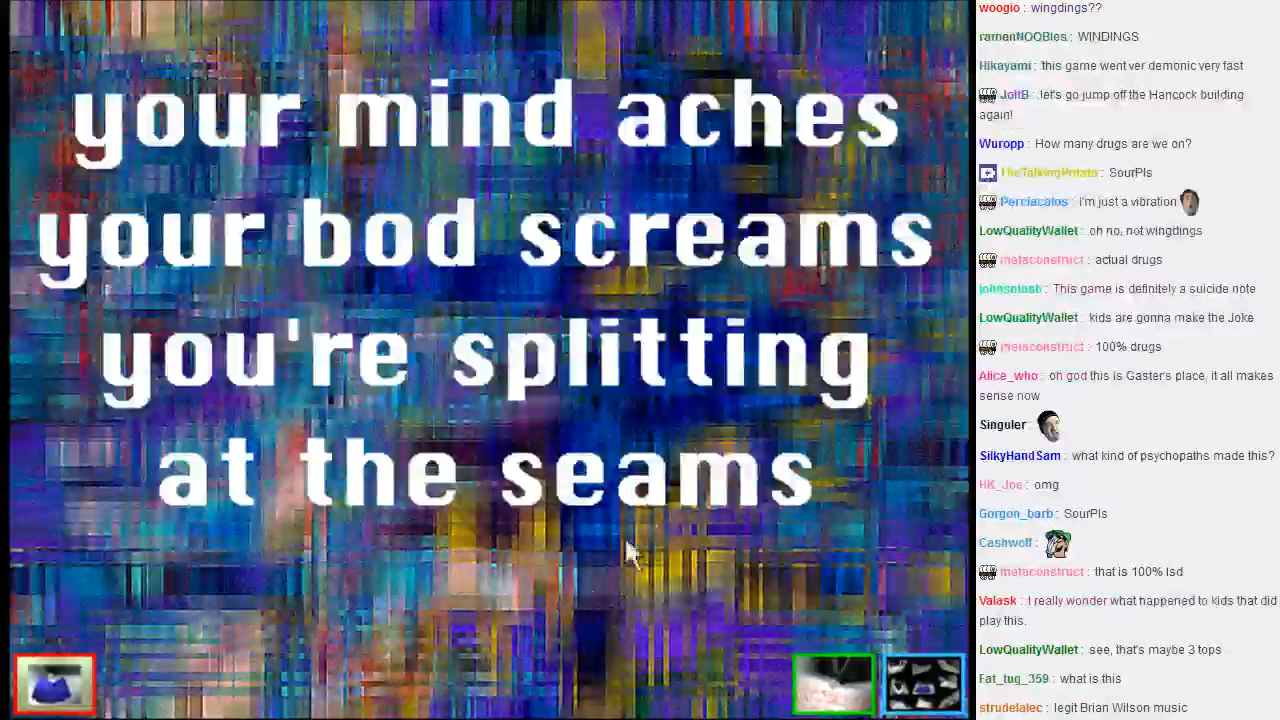 your mind aches
your bod screams
you're splitting
at the seams
woogio : wingdings??
ramenNOOBles : WINDINGS
Hikayami : this game went ver demonic very fast
JoltB : let's go jump off the Hancock building
again!
Wuropp : How many drugs are we on?
TheTalkingPotato : SourPls
Perciaculos : I'm just a vibration
LowQualityWallet : oh no, not wingdings
metaconstruct : actual drugs
johnsntash : This game is definitely a suicide note
LowQualityWallet : kids are gonna make the Joke
metaconstruct : 100% drugs
Alice_who : oh god this is Gaster's place, it all makes
sense now
Singuler :
SilkyHandSam : what kind of psychopaths made this?
HK_Joe : omg
Gorgon_barb : SourPls
Cashwolf :
metaconstruct : that is 100% lsd
Valask : I really wonder what happened to kids that did
play this.
LowQualityWallet : see, that's maybe 3 tops
Fat_tug_359 : what is this
strudelalec : legit Brian Wilson music